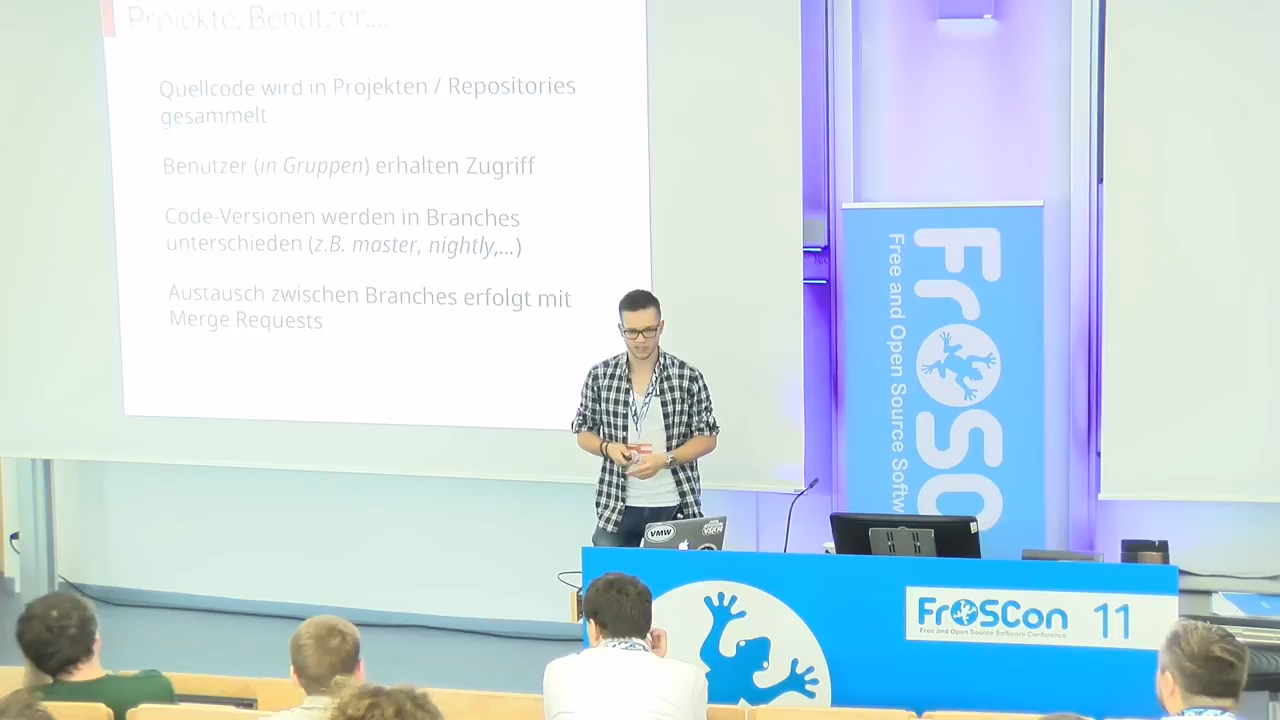 Projekte, Benutzer....
Quellcode wird in Projekten / Repositories
gesammelt
Benutzer (in Gruppen) erhalten Zugriff
Code-Versionen werden in Branches
unterschieden (z.B. master, nightly,...)
Austausch zwischen Branches erfolgt mit
Merge Requests
FrOSC
Free and Open Source Softw
VMW
FrOSCon 11
Free and Open Source Software Conference